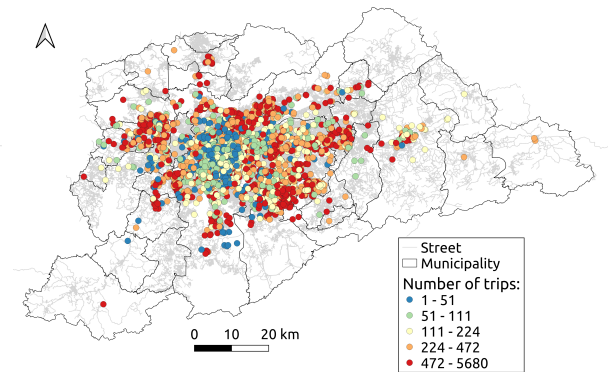 Street
Municipality
Number of trips:
1 - 51
51 - 111
111 - 224
224 - 472
472 - 5680
0 10 20 km